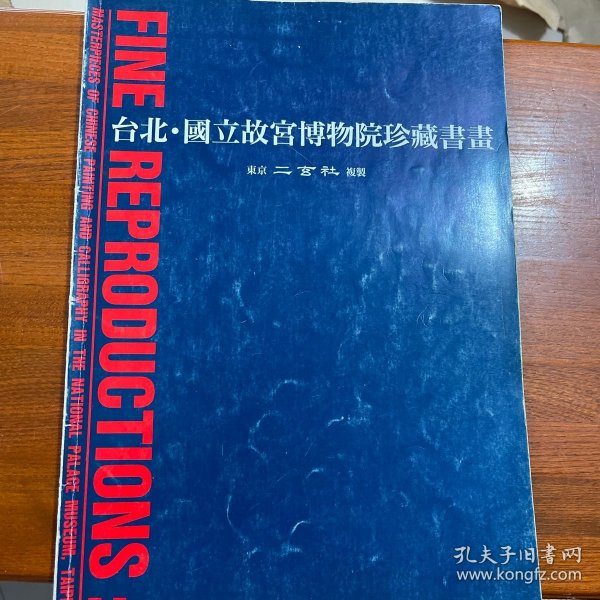 台北・國立故宮博物院珍藏書畫
東京 二玄社 複製
FINE REPRODUCTIONS
MASTERPIECES OF CHINESE PAINTING AND CALLIGRAPHY IN THE NATIONAL PALACE MUSEUM,
孔夫子旧书网
www.kongfz.com